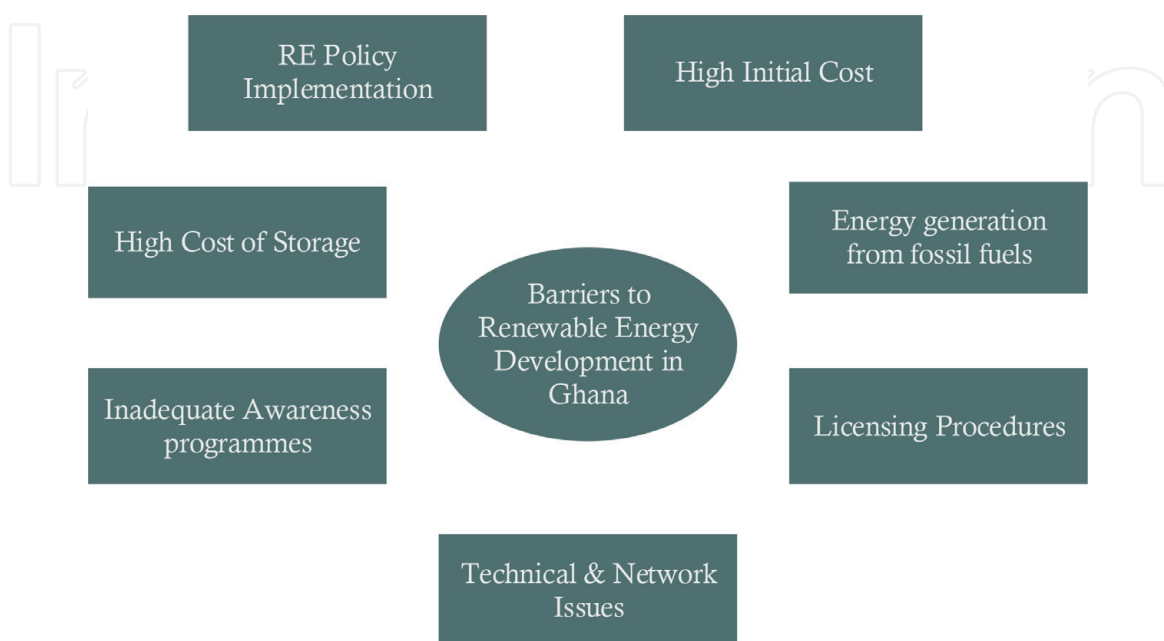 RE Policy
Implementation
High Initial Cost
High Cost of Storage
Energy generation
from fossil fuels
Barriers to
Renewable Energy
Development in
Ghana
Inadequate Awareness
programmes
Licensing Procedures
Technical & Network
Issues